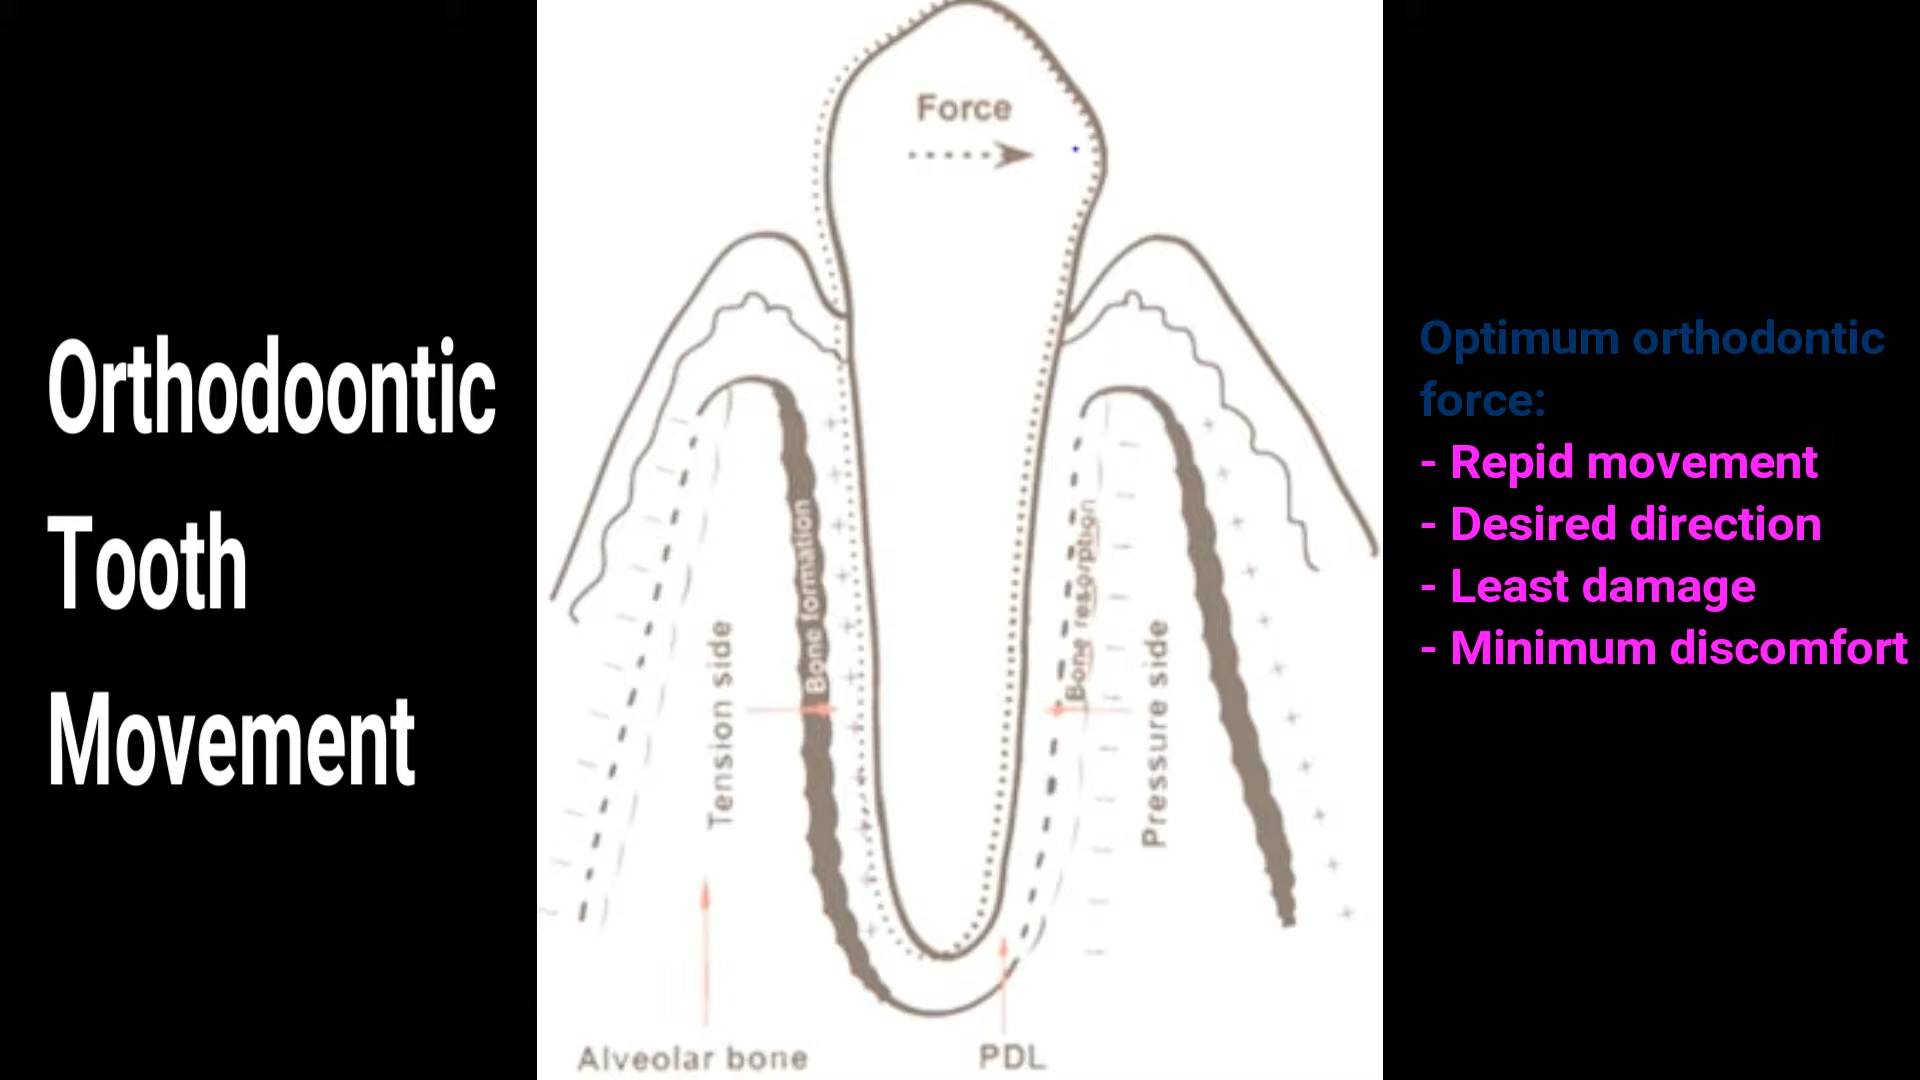 Orthodoontic
Tooth
Movement
Force
Bone formation
Tension side
Bone resorption
Pressure side
Alveolar bone
PDL
Optimum orthodontic
force:
- Repid movement
- Desired direction
- Least damage
- Minimum discomfort